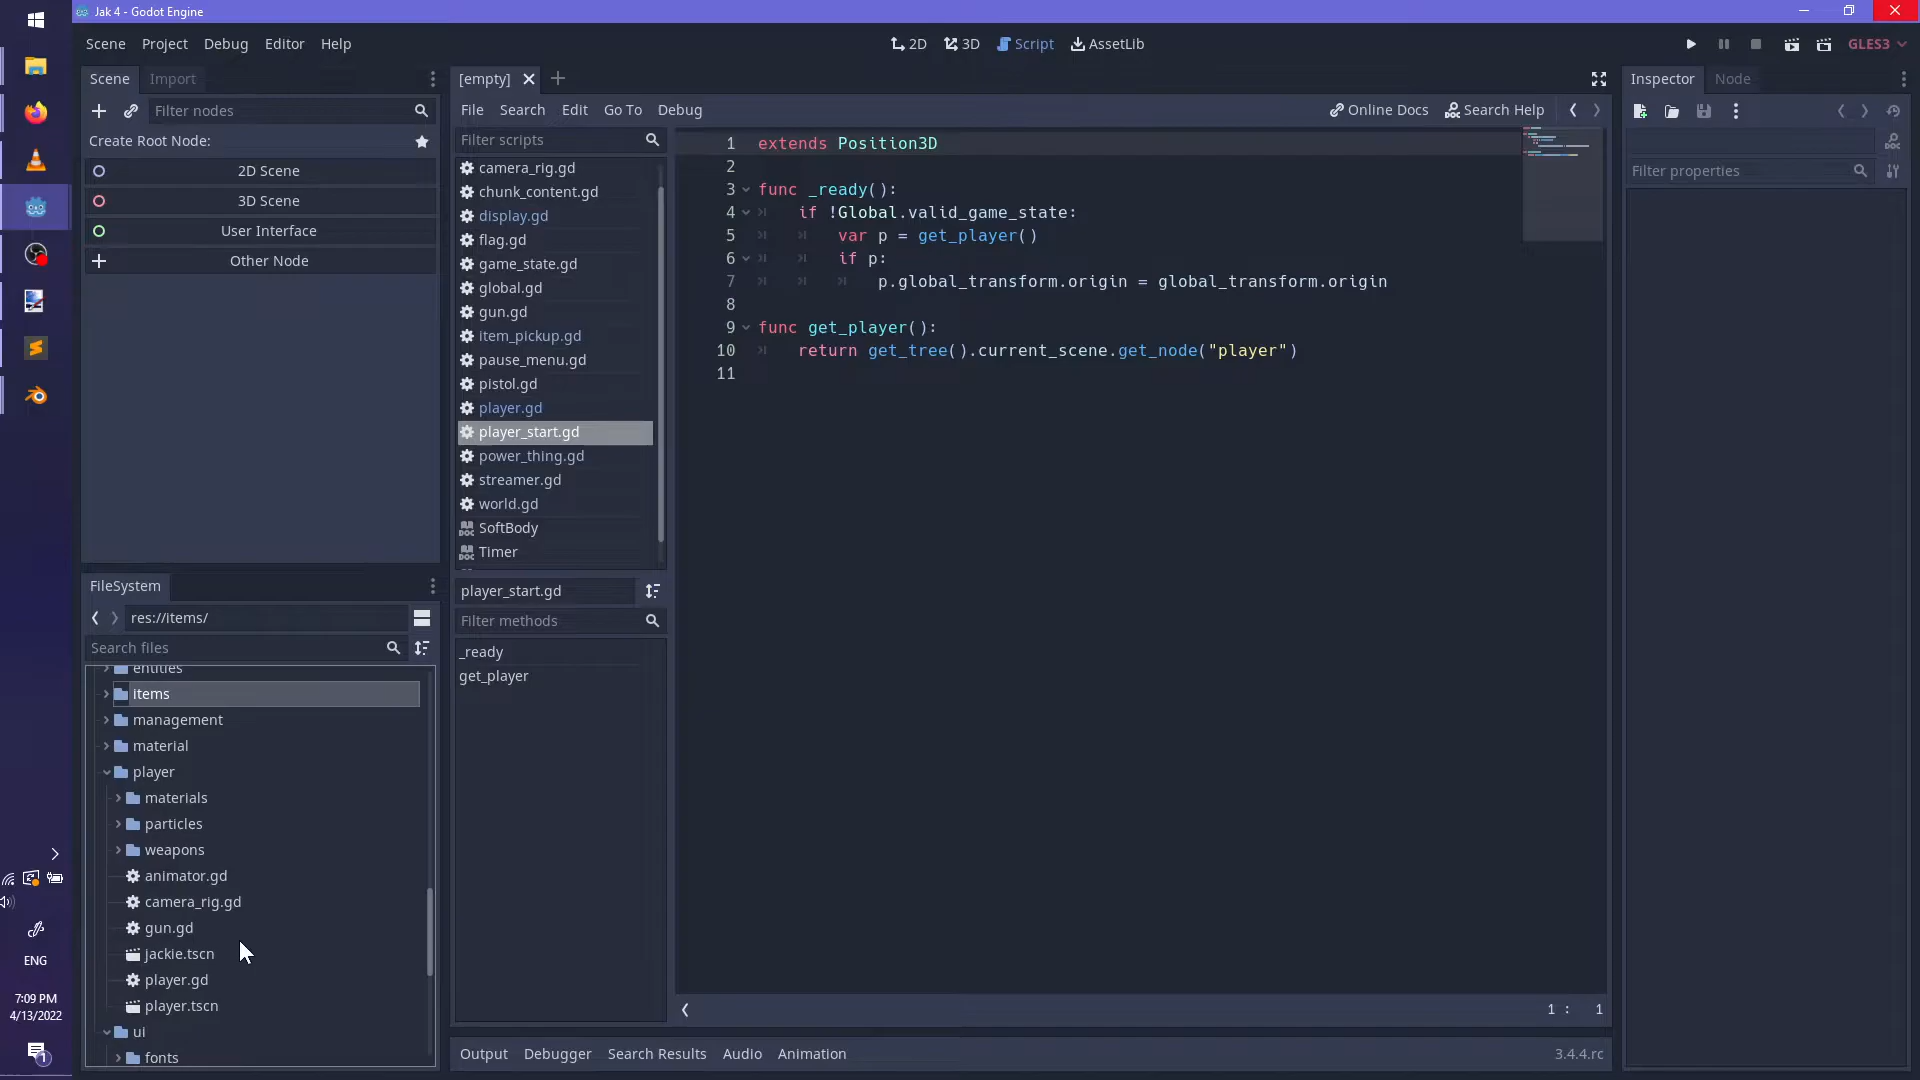 Jak 4 - Godot Engine
Scene Project Debug Editor Help
2D 3D Script AssetLib
GLES3
Scene Import
Filter nodes
Create Root Node:
2D Scene
3D Scene
User Interface
Other Node
FileSystem
res://items/
Search files
entities
items
management
material
player
materials
particles
weapons
animator.gd
camera_rig.gd
gun.gd
jackie.tscn
player.gd
player.tscn
ui
fonts
[empty]
File Search Edit Go To Debug
Online Docs Search Help
Filter scripts
camera_rig.gd
chunk_content.gd
display.gd
flag.gd
game_state.gd
global.gd
gun.gd
item_pickup.gd
pause_menu.gd
pistol.gd
player.gd
player_start.gd
power_thing.gd
streamer.gd
world.gd
SoftBody
Timer
player_start.gd
Filter methods
_ready
get_player
1 extends Position3D
2
3 func _ready():
4 if !Global.valid_game_state:
5 var p = get_player()
6 if p:
7 p.global_transform.origin = global_transform.origin
8
9 func get_player():
10 return get_tree().current_scene.get_node("player")
11
1 : 1
Output Debugger Search Results Audio Animation
3.4.4.rc
Inspector Node
Filter properties
ENG
7:09 PM
4/13/2022
1